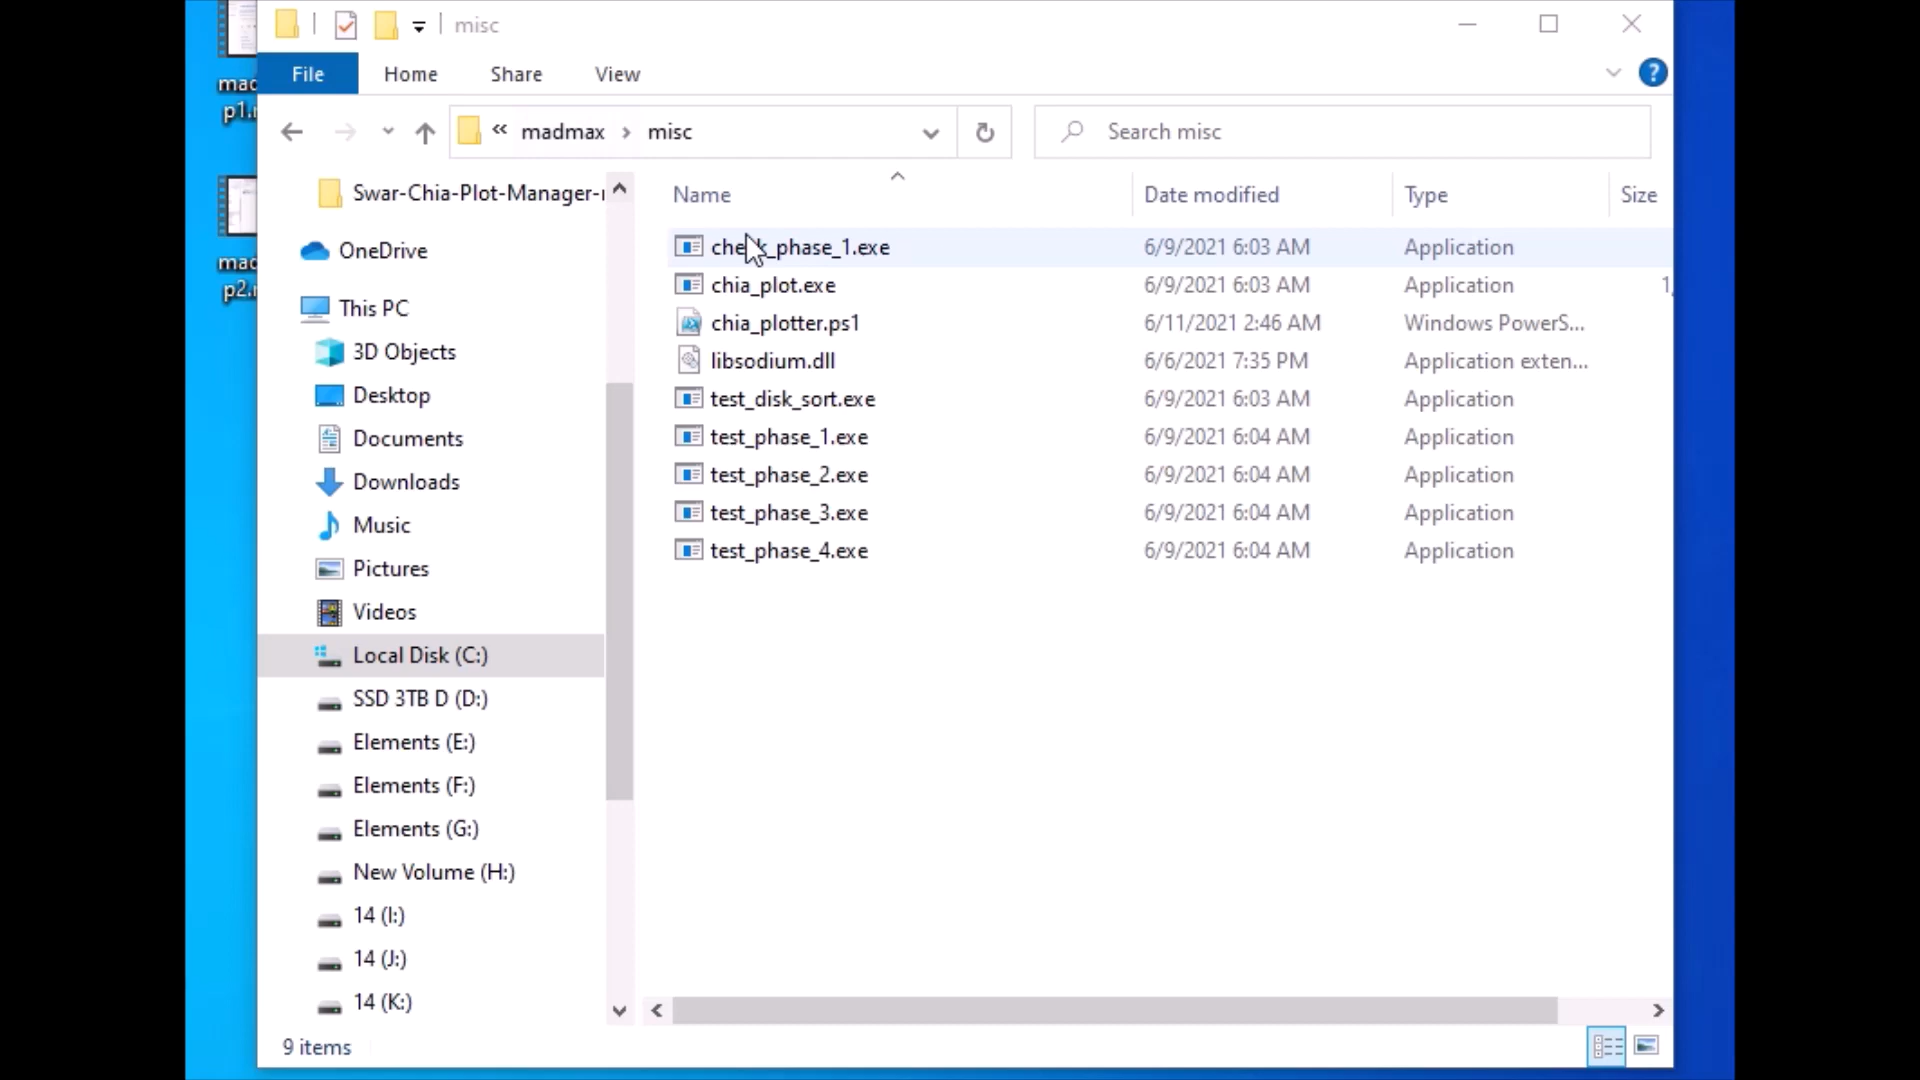 misc
File Home Share View
« madmax > misc
Search misc
Name Date modified Type Size
Swar-Chia-Plot-Manager-
OneDrive
This PC
3D Objects
Desktop
Documents
Downloads
Music
Pictures
Videos
Local Disk (C:)
SSD 3TB D (D:)
Elements (E:)
Elements (F:)
Elements (G:)
New Volume (H:)
14 (I:)
14 (J:)
14 (K:)
check_phase_1.exe 6/9/2021 6:03 AM Application
chia_plot.exe 6/9/2021 6:03 AM Application 1,
chia_plotter.ps1 6/11/2021 2:46 AM Windows PowerS...
libsodium.dll 6/6/2021 7:35 PM Application exten...
test_disk_sort.exe 6/9/2021 6:03 AM Application
test_phase_1.exe 6/9/2021 6:04 AM Application
test_phase_2.exe 6/9/2021 6:04 AM Application
test_phase_3.exe 6/9/2021 6:04 AM Application
test_phase_4.exe 6/9/2021 6:04 AM Application
9 items
mad
p1.
mad
p2.